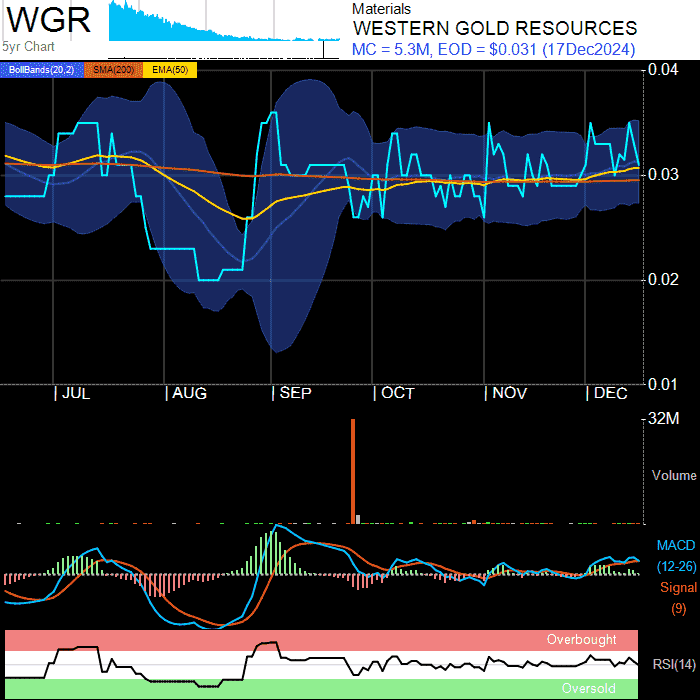 WGR
5yr Chart
Materials
WESTERN GOLD RESOURCES
MC = 5.3M, EOD = $0.031 (17Dec2024)
BollBands(20,2) SMA(200) EMA(50)
0.04
0.03
0.02
0.01
| JUL | AUG | SEP | OCT | NOV | DEC
32M
Volume
MACD
(12-26)
Signal
(9)
Overbought
RSI(14)
Oversold